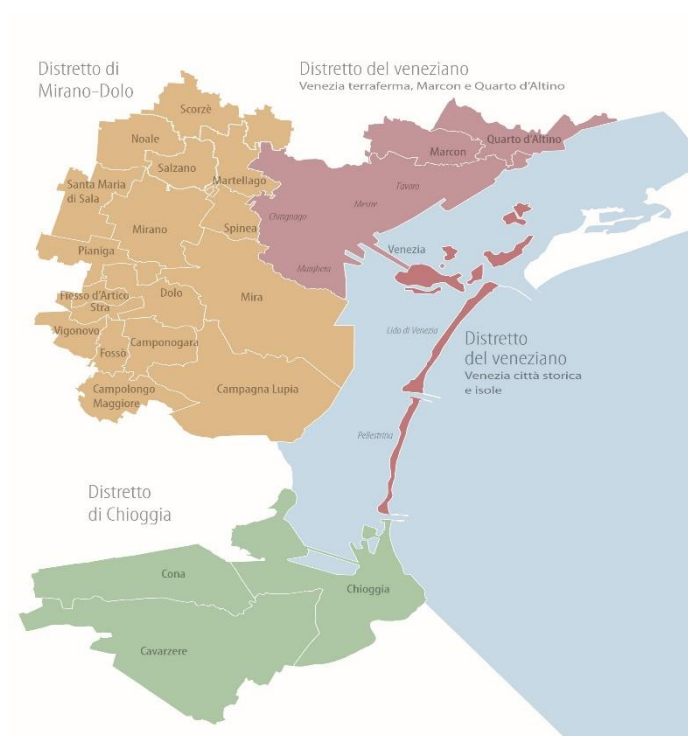 Distretto di
Mirano-Dolo
Distretto del veneziano
Venezia terraferma, Marcon e Quarto d'Altino
Scorzè
Noale
Quarto d'Altino
Marcon
Salzano
Martellago
Santa Maria
di Sala
Tavaro
Mestre
Chirignago
Mirano
Spinea
Pianiga
Venezia
Marghera
Dolo
Mira
Fiesso d'Artico
Stra
Vigonovo
Camponogara
Fossò
Lido di Venezia
Distretto
del veneziano
Venezia città storica
e isole
Campolongo
Maggiore
Campagna Lupia
Pellestrina
Distretto
di Chioggia
Cona
Chioggia
Cavarzere